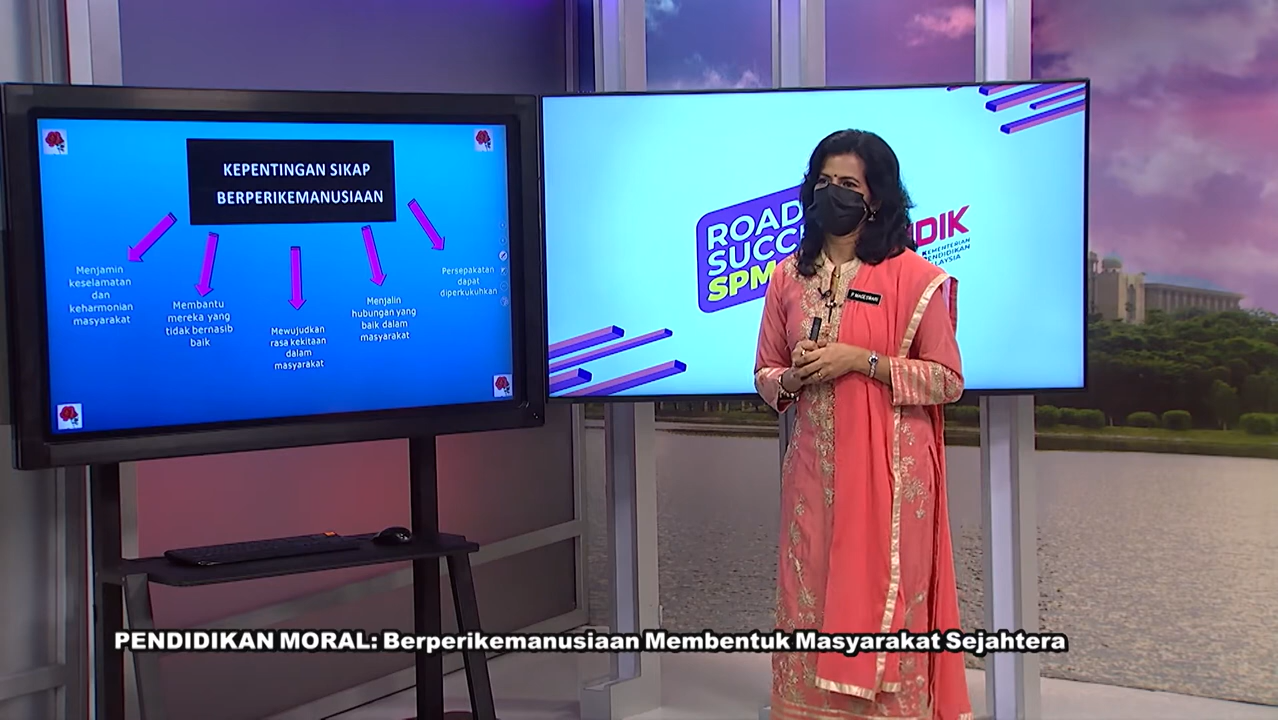 KEPENTINGAN SIKAP
BERPERIKEMANUSIAAN
Menjamin
keselamatan
dan
keharmonian
masyarakat
Membantu
mereka yang
tidak bernasib
baik
Mewujudkan
rasa kekitaan
dalam
masyarakat
Menjalin
hubungan yang
baik dalam
masyarakat
Persepakatan
dapat
diperkukuhkan
ROAD
SUCC
SPM
DIK
KEMENTERIAN
PENDIDIKAN
PENDIDIKAN MORAL: Berperikemanusiaan Membentuk Masyarakat Sejahtera